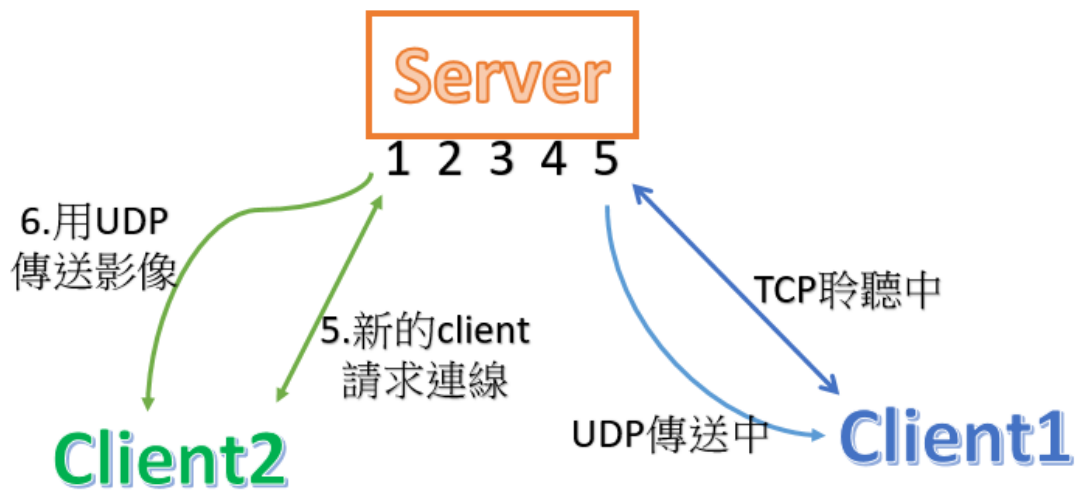 Server
1 2 3 4 5
6.用UDP
傳送影像
TCP聆聽中
5.新的client
請求連線
UDP傳送中
Client1
Client2